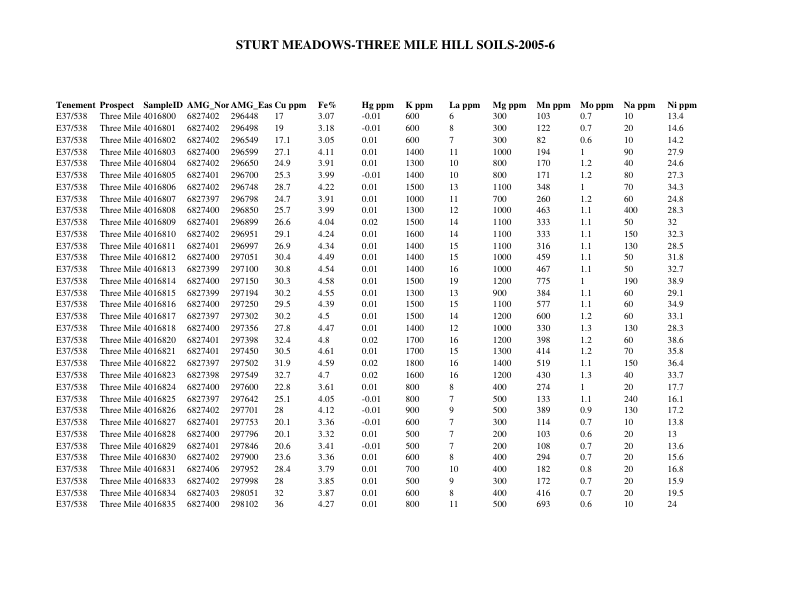 STURT MEADOWS-THREE MILE HILL SOILS-2005-6
Tenement Prospect SampleID AMG_Nor AMG_Eas Cu ppm Fe% Hg ppm K ppm La ppm Mg ppm Mn ppm Mo ppm Na ppm Ni ppm
E37/538 Three Mile 4016800 6827402 296448 17 3.07 -0.01 600 6 300 103 0.7 10 13.4
E37/538 Three Mile 4016801 6827402 296498 19 3.18 -0.01 600 8 300 122 0.7 20 14.6
E37/538 Three Mile 4016802 6827402 296549 17.1 3.05 0.01 600 7 300 82 0.6 10 14.2
E37/538 Three Mile 4016803 6827400 296599 27.1 4.11 0.01 1400 11 1000 194 1 90 27.9
E37/538 Three Mile 4016804 6827402 296650 24.9 3.91 0.01 1300 10 800 170 1.2 40 24.6
E37/538 Three Mile 4016805 6827401 296700 25.3 3.99 -0.01 1400 10 800 171 1.2 80 27.3
E37/538 Three Mile 4016806 6827402 296748 28.7 4.22 0.01 1500 13 1100 348 1 70 34.3
E37/538 Three Mile 4016807 6827397 296798 24.7 3.91 0.01 1000 11 700 260 1.2 60 24.8
E37/538 Three Mile 4016808 6827400 296850 25.7 3.99 0.01 1300 12 1000 463 1.1 400 28.3
E37/538 Three Mile 4016809 6827401 296899 26.6 4.04 0.02 1500 14 1100 333 1.1 50 32
E37/538 Three Mile 4016810 6827402 296951 29.1 4.24 0.01 1600 14 1100 333 1.1 150 32.3
E37/538 Three Mile 4016811 6827401 296997 26.9 4.34 0.01 1400 15 1100 316 1.1 130 28.5
E37/538 Three Mile 4016812 6827400 297051 30.4 4.49 0.01 1400 15 1000 459 1.1 50 31.8
E37/538 Three Mile 4016813 6827399 297100 30.8 4.54 0.01 1400 16 1000 467 1.1 50 32.7
E37/538 Three Mile 4016814 6827400 297150 30.3 4.58 0.01 1500 19 1200 775 1 190 38.9
E37/538 Three Mile 4016815 6827399 297194 30.2 4.55 0.01 1300 13 900 384 1.1 60 29.1
E37/538 Three Mile 4016816 6827400 297250 29.5 4.39 0.01 1500 15 1100 577 1.1 60 34.9
E37/538 Three Mile 4016817 6827397 297302 30.2 4.5 0.01 1500 14 1200 600 1.2 60 33.1
E37/538 Three Mile 4016818 6827400 297356 27.8 4.47 0.01 1400 12 1000 330 1.3 130 28.3
E37/538 Three Mile 4016820 6827401 297398 32.4 4.8 0.02 1700 16 1200 398 1.2 60 38.6
E37/538 Three Mile 4016821 6827401 297450 30.5 4.61 0.01 1700 15 1300 414 1.2 70 35.8
E37/538 Three Mile 4016822 6827397 297502 31.9 4.59 0.02 1800 16 1400 519 1.1 150 36.4
E37/538 Three Mile 4016823 6827398 297549 32.7 4.7 0.02 1600 16 1200 430 1.3 40 33.7
E37/538 Three Mile 4016824 6827400 297600 22.8 3.61 0.01 800 8 400 274 1 20 17.7
E37/538 Three Mile 4016825 6827397 297642 25.1 4.05 -0.01 800 7 500 133 1.1 240 16.1
E37/538 Three Mile 4016826 6827402 297701 28 4.12 -0.01 900 9 500 389 0.9 130 17.2
E37/538 Three Mile 4016827 6827401 297753 20.1 3.36 -0.01 600 7 300 114 0.7 10 13.8
E37/538 Three Mile 4016828 6827400 297796 20.1 3.32 0.01 500 7 200 103 0.6 20 13
E37/538 Three Mile 4016829 6827401 297846 20.6 3.41 -0.01 500 7 200 108 0.7 20 13.6
E37/538 Three Mile 4016830 6827402 297900 23.6 3.36 0.01 600 8 400 294 0.7 20 15.6
E37/538 Three Mile 4016831 6827406 297952 28.4 3.79 0.01 700 10 400 182 0.8 20 16.8
E37/538 Three Mile 4016833 6827402 297998 28 3.85 0.01 500 9 300 172 0.7 20 15.9
E37/538 Three Mile 4016834 6827403 298051 32 3.87 0.01 600 8 400 416 0.7 20 19.5
E37/538 Three Mile 4016835 6827400 298102 36 4.27 0.01 800 11 500 693 0.6 10 24